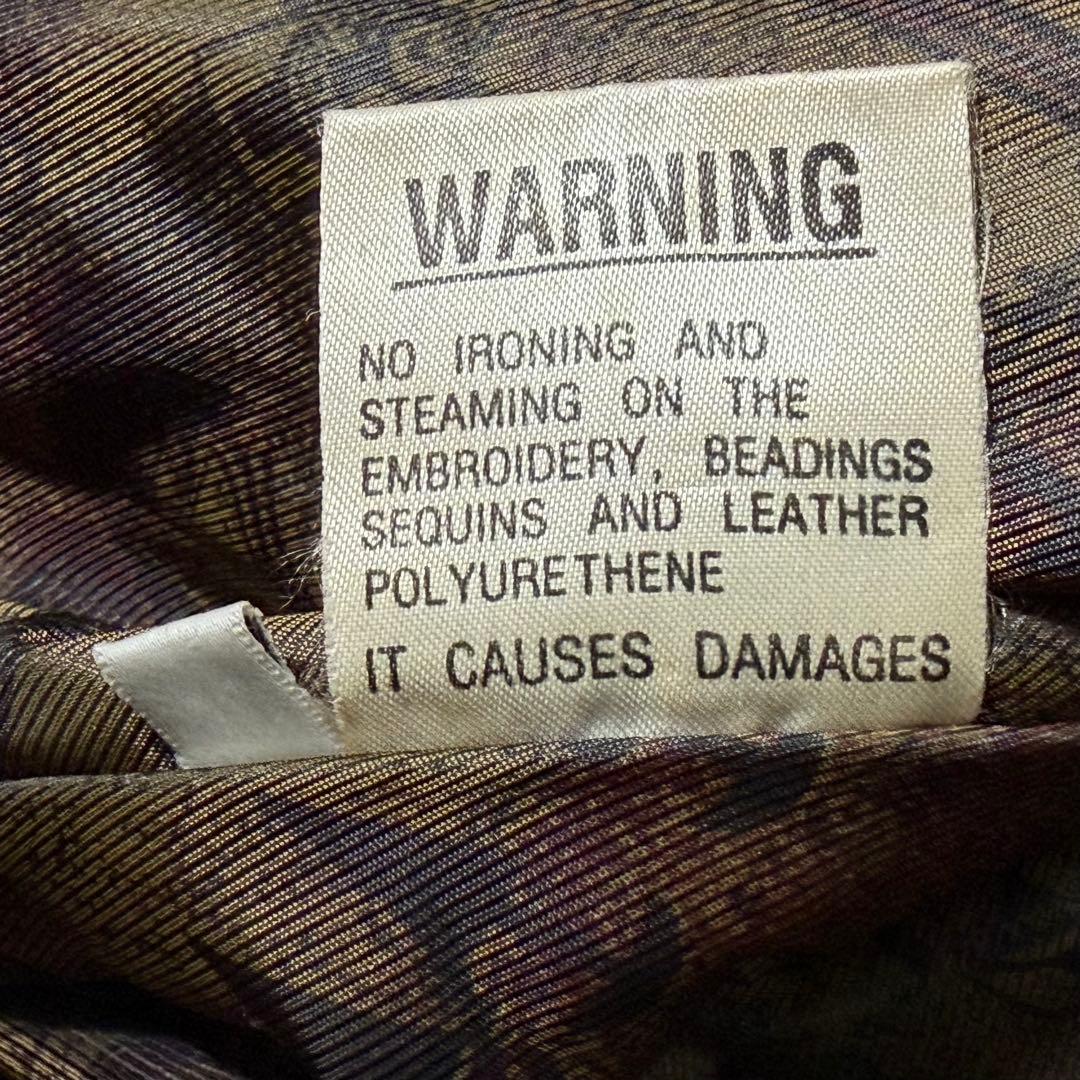 WARNING
NO IRONING AND
STEAMING ON THE
EMBROIDERY, BEADINGS
SEQUINS AND LEATHER
POLYURETHENE
IT CAUSES DAMAGES